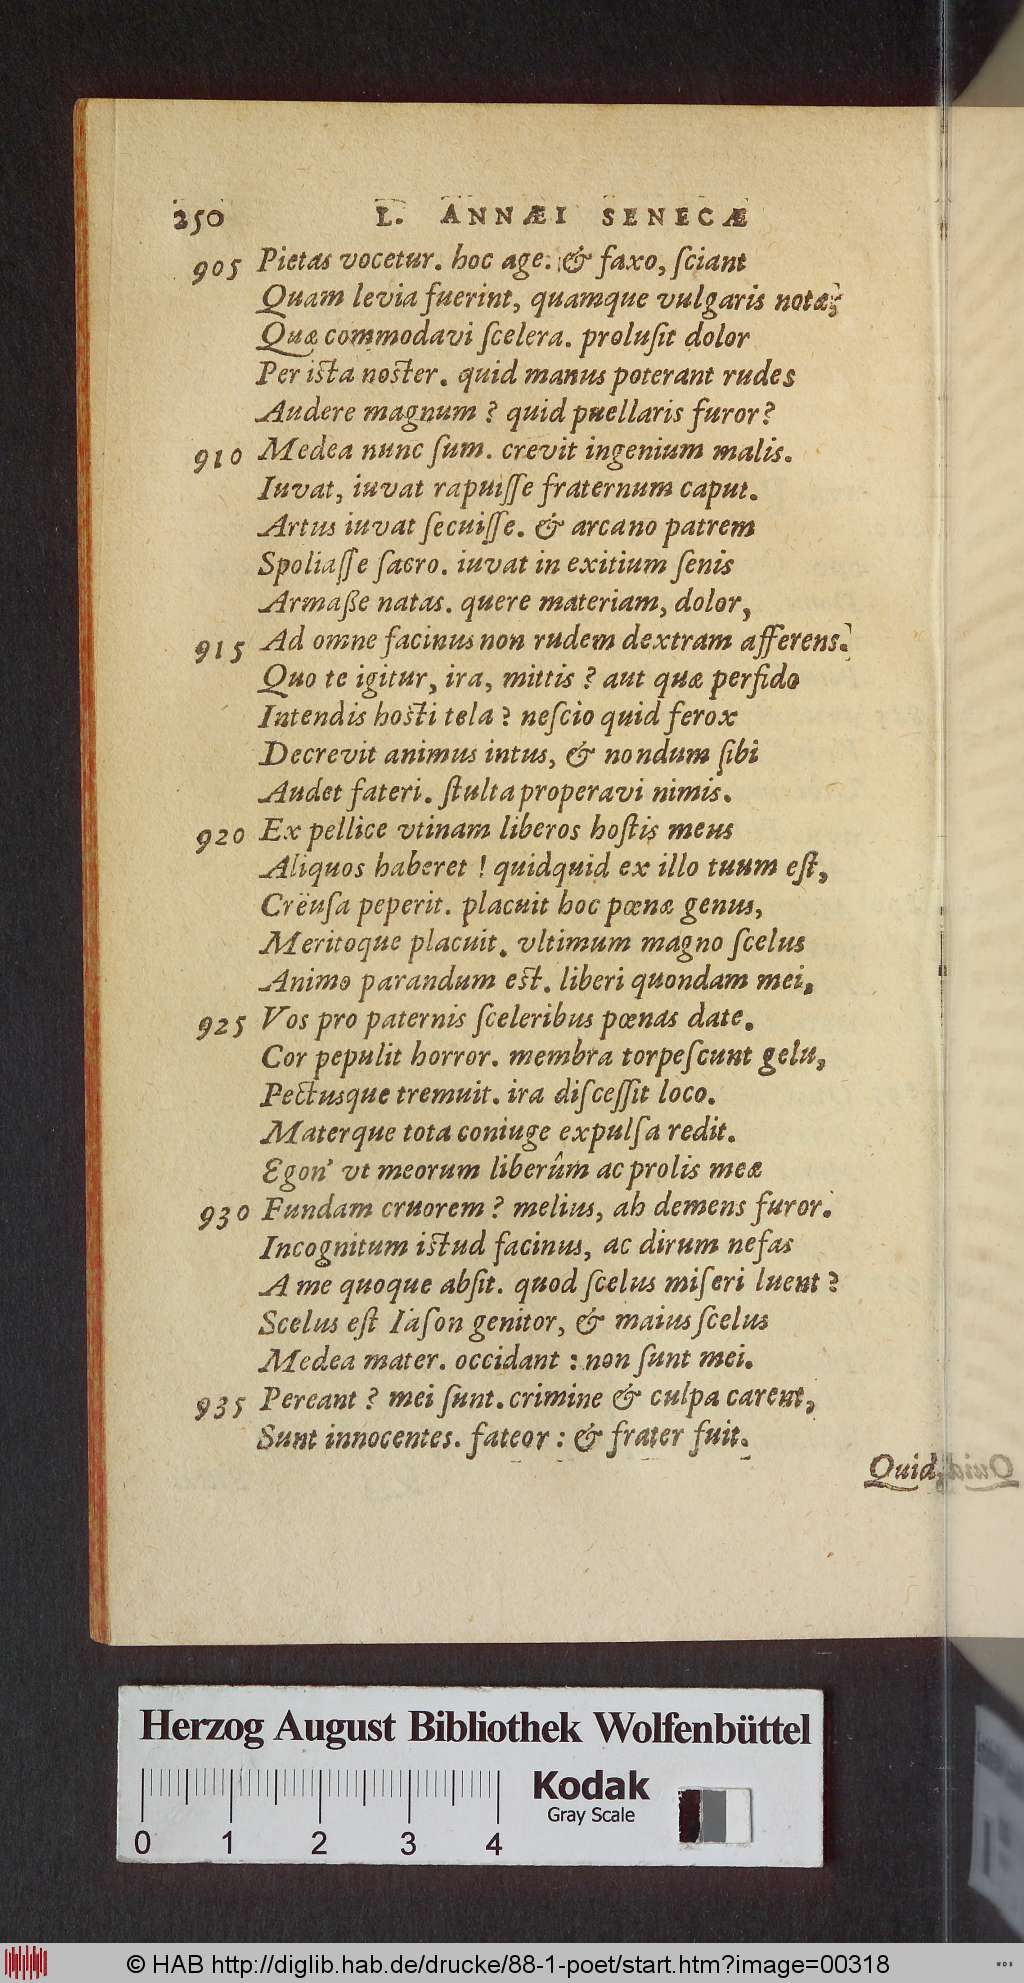 250 L. ANNÆI SENECÆ
905 Pietas vocetur. hoc age. & faxo, ſciant
Quam levia fuerint, quamque vulgaris notæ,
Quæ commodavi ſcelera. proluſit dolor
Per iſta noſter. quid manus poterant rudes
Audere magnum ? quid puellaris furor?
910 Medea nunc ſum. crevit ingenium malis.
Iuvat, iuvat rapuiſſe fraternum caput.
Artus iuvat ſecuiſſe. & arcano patrem
Spoliaſſe ſacro. iuvat in exitium ſenis
Armaße natas. quere materiam, dolor,
915 Ad omne facinus non rudem dextram afferens.
Quo te igitur, ira, mittis ? aut quæ perfido
Intendis hoſti tela ? neſcio quid ferox
Decrevit animus intus, & nondum ſibi
Audet fateri. ſtulta properavi nimis.
920 Ex pellice vtinam liberos hoſtis meus
Aliquos haberet ! quidquid ex illo tuum eſt,
Crëuſa peperit. placuit hoc pœnæ genus,
Meritoque placuit. vltimum magno ſcelus
Animo parandum eſt. liberi quondam mei,
925 Vos pro paternis ſceleribus pœnas date.
Cor pepulit horror. membra torpeſcunt gelu,
Pectusque tremuit. ira diſceſſit loco.
Materque tota coniuge expulſa redit.
Egon' vt meorum liberûm ac prolis meæ
930 Fundam cruorem ? melius, ah demens furor.
Incognitum iſtud facinus, ac dirum nefas
A me quoque abſit. quod ſcelus miſeri luent ?
Scelus eſt Iäſon genitor, & maius ſcelus
Medea mater. occidant : non ſunt mei.
935 Pereant ? mei ſunt. crimine & culpa carent,
Sunt innocentes. fateor : & frater fuit.
Quid,
Herzog August Bibliothek Wolfenbüttel
Kodak
Gray Scale
0 1 2 3 4
© HAB http://diglib.hab.de/drucke/88-1-poet/start.htm?image=00318